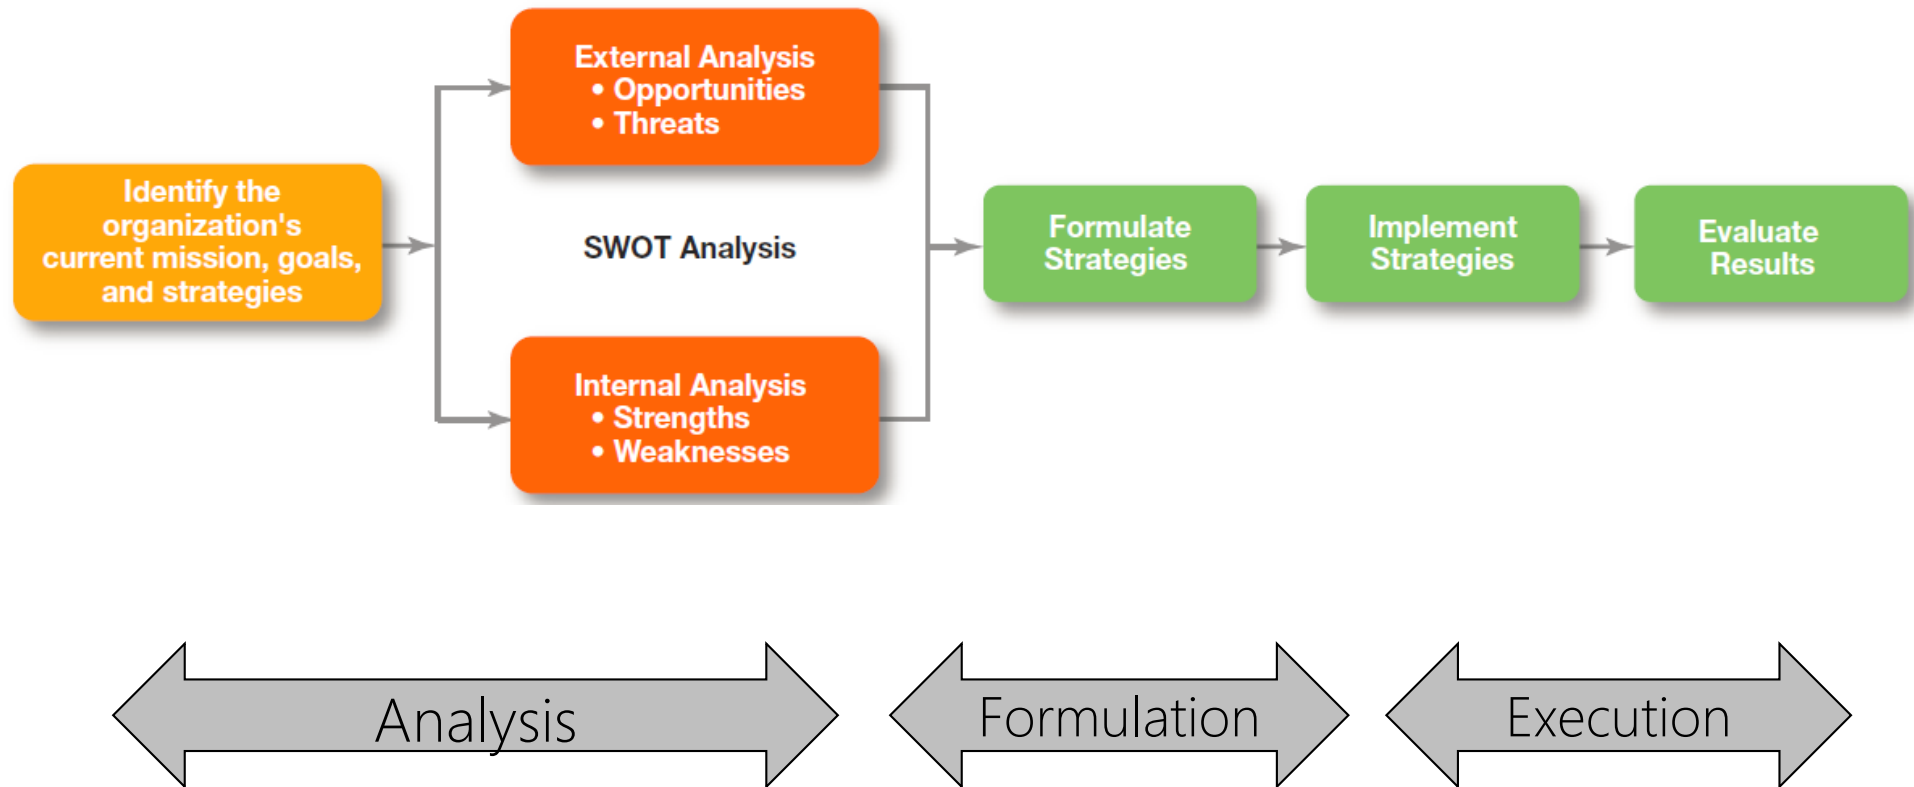 Identify the
organization's
current mission, goals,
and strategies
External Analysis
• Opportunities
• Threats
SWOT Analysis
Internal Analysis
• Strengths
• Weaknesses
Formulate
Strategies
Implement
Strategies
Evaluate
Results
Analysis
Formulation
Execution